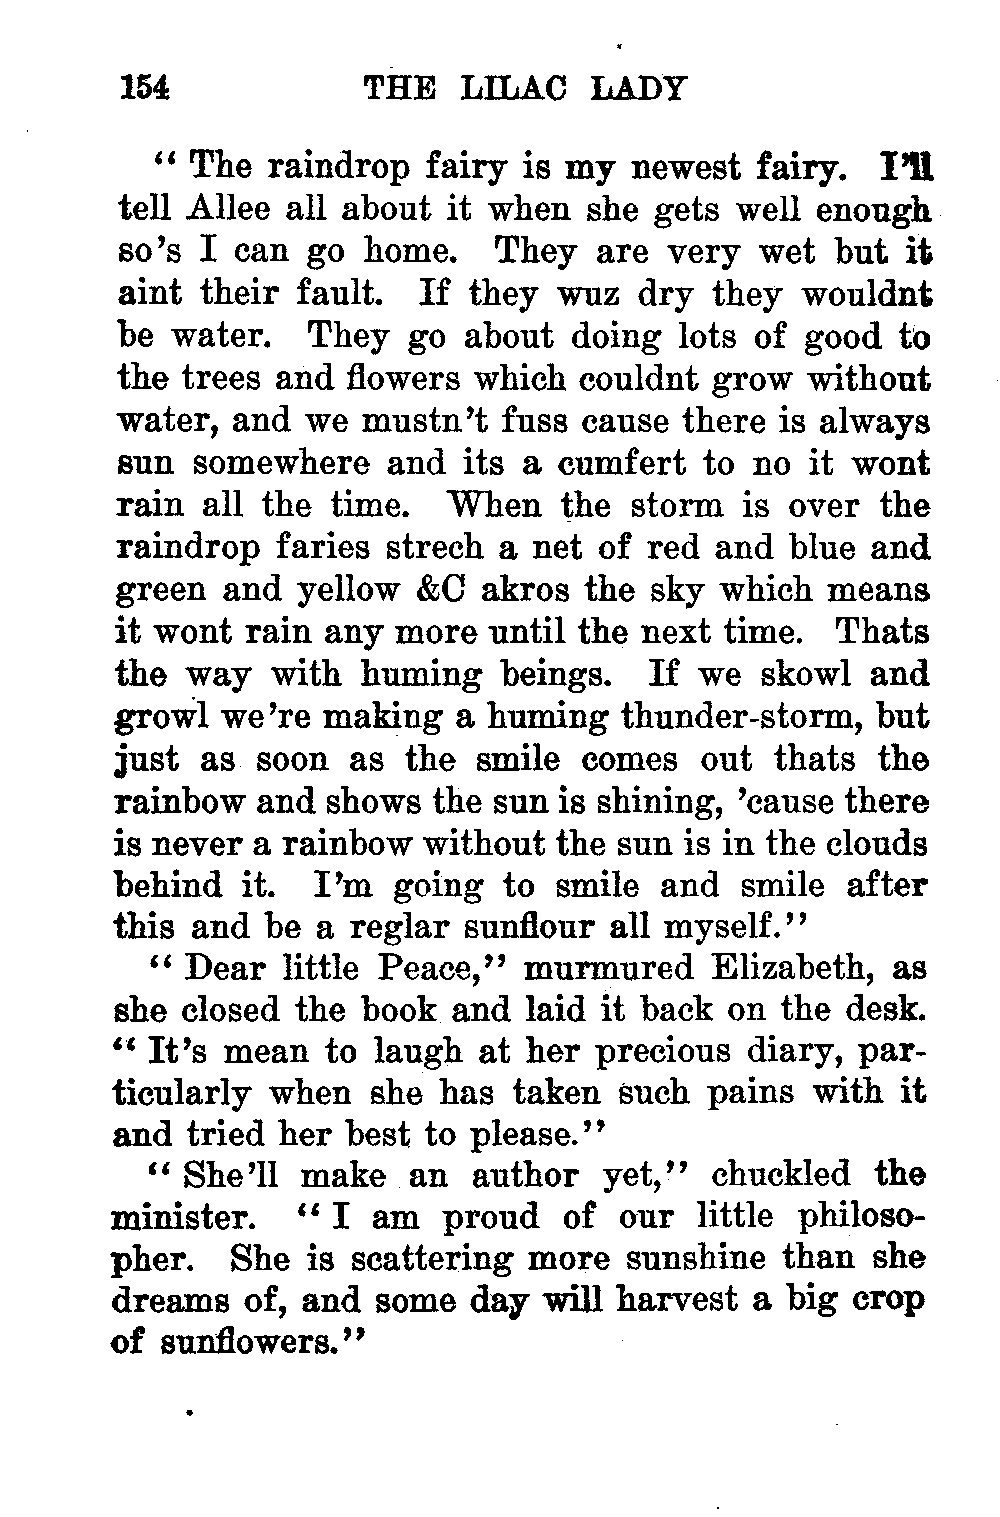 154 THE LILAC LADY
“ The raindrop fairy is my newest fairy. I’ll
tell Allee all about it when she gets well enough
so’s I can go home. They are very wet but it
aint their fault. If they wuz dry they wouldnt
be water. They go about doing lots of good to
the trees and flowers which couldnt grow without
water, and we mustn’t fuss cause there is always
sun somewhere and its a cumfert to no it wont
rain all the time. When the storm is over the
raindrop faries strech a net of red and blue and
green and yellow &C akros the sky which means
it wont rain any more until the next time. Thats
the way with huming beings. If we skowl and
growl we’re making a huming thunder-storm, but
just as soon as the smile comes out thats the
rainbow and shows the sun is shining, ’cause there
is never a rainbow without the sun is in the clouds
behind it. I’m going to smile and smile after
this and be a reglar sunflour all myself.”
“ Dear little Peace,” murmured Elizabeth, as
she closed the book and laid it back on the desk.
“ It’s mean to laugh at her precious diary, par-
ticularly when she has taken such pains with it
and tried her best to please.”
“ She’ll make an author yet,” chuckled the
minister. “ I am proud of our little philoso-
pher. She is scattering more sunshine than she
dreams of, and some day will harvest a big crop
of sunflowers.”